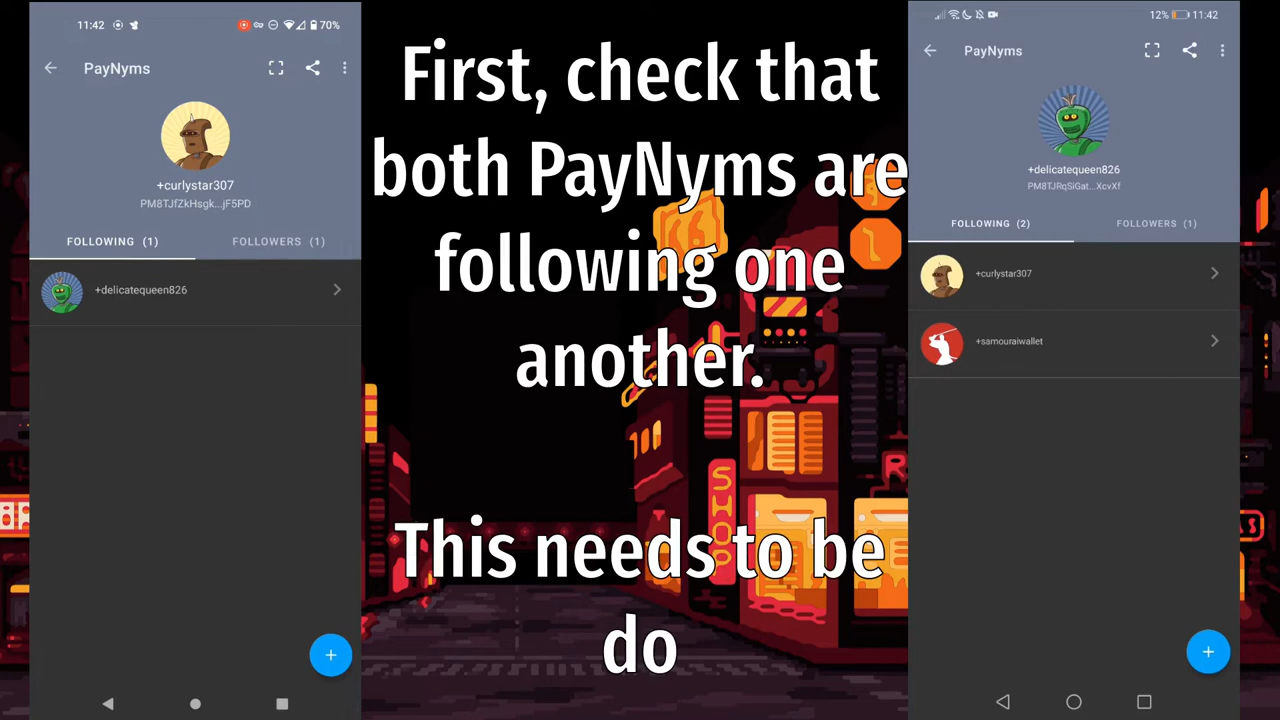 11:42
70%
PayNyms
+curlystar307
PM8TJfZkHsgk...jF5PD
FOLLOWING (1)
FOLLOWERS (1)
+delicatequeen826
First, check that
both PayNyms are
following one
another.
This needs to be
do
SHOP
12% 11:42
PayNyms
+delicatequeen826
PM8TJRqSiGat...XcvXf
FOLLOWING (2)
FOLLOWERS (1)
+curlystar307
+samouraiwallet